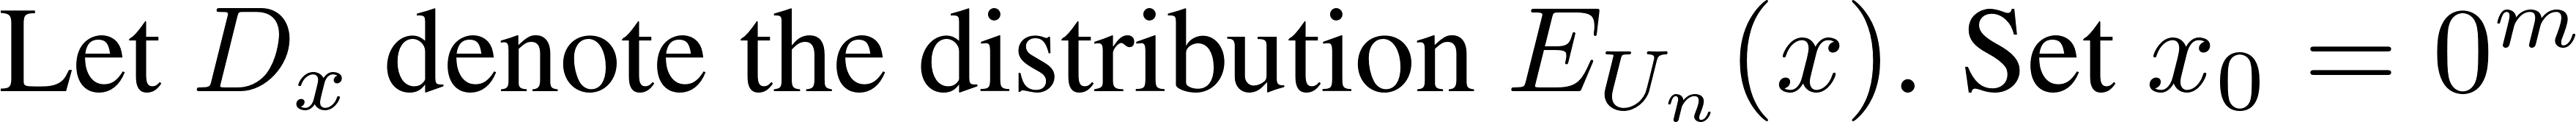 Let $D_x$ denote the distribution $E_{U_n}(x)$. Set $x_0 = 0^m$